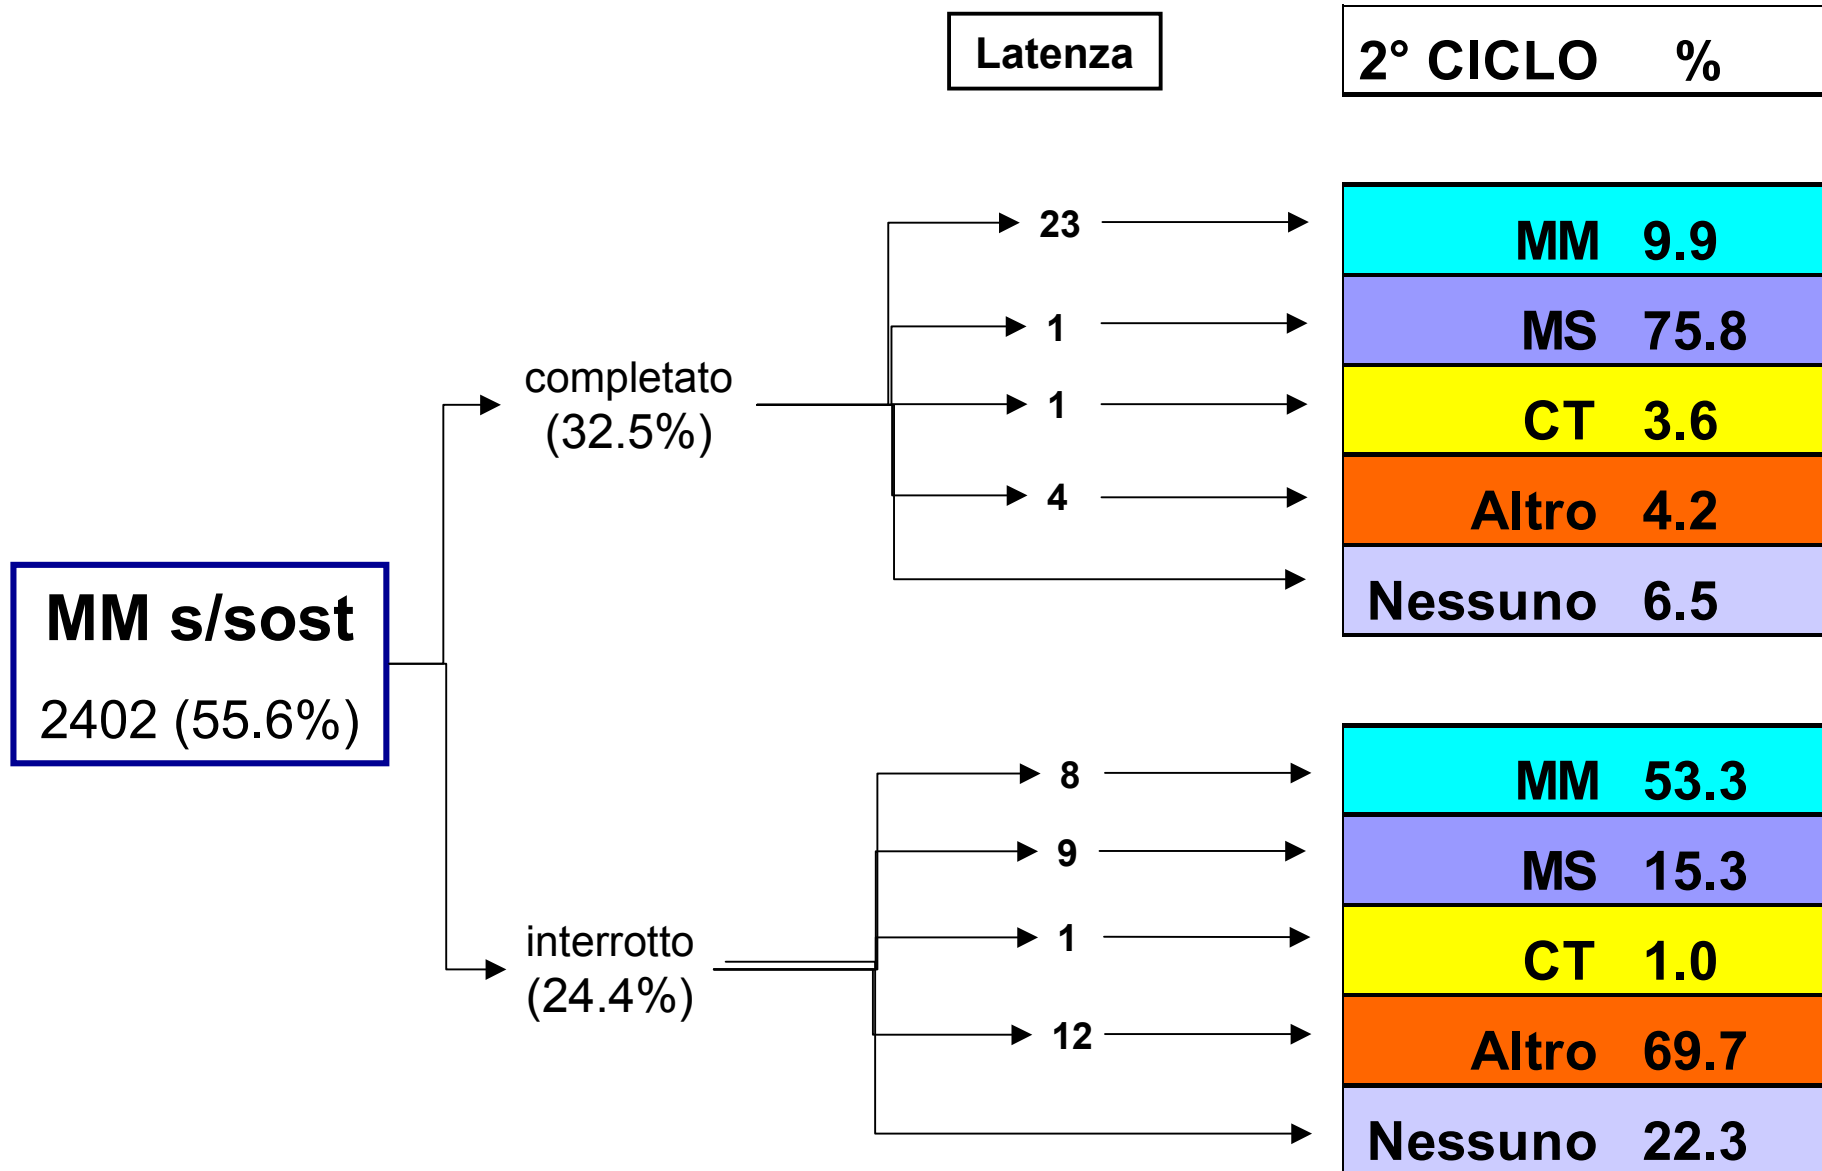 Latenza
2° CICLO %
23
MM 9.9
1
MS 75.8
completato
(32.5%)
1
CT 3.6
4
Altro 4.2
Nessuno 6.5
MM s/sost
2402 (55.6%)
8
MM 53.3
9
MS 15.3
interrotto
(24.4%)
1
CT 1.0
12
Altro 69.7
Nessuno 22.3